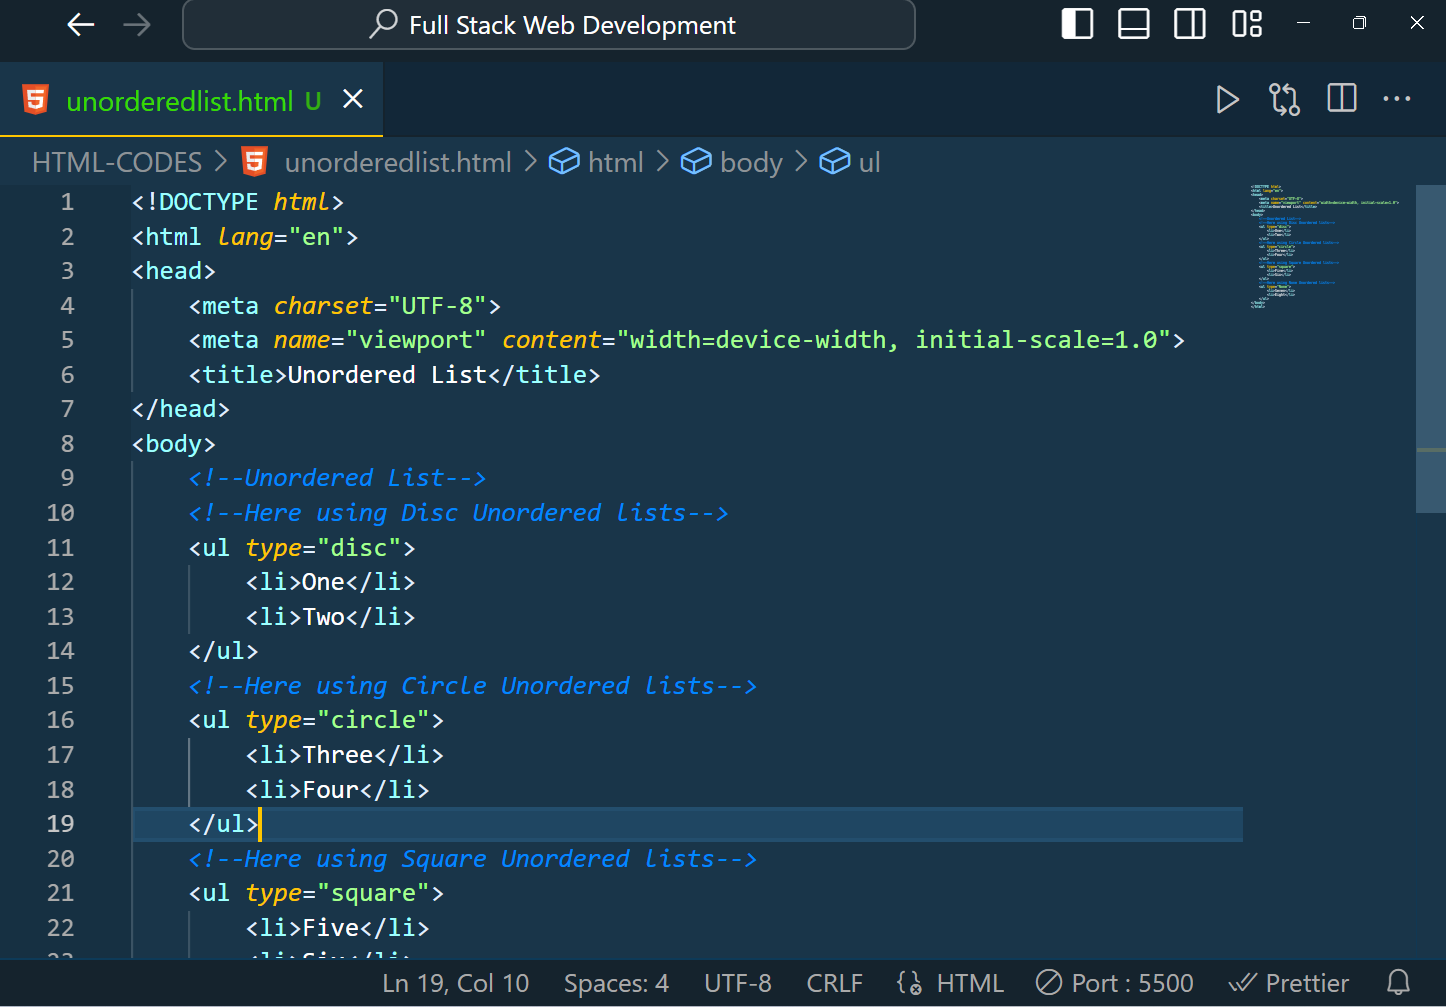 Full Stack Web Development
unorderedlist.html U
HTML-CODES > unorderedlist.html > html > body > ul
1 <!DOCTYPE html>
2 <html lang="en">
3 <head>
4 <meta charset="UTF-8">
5 <meta name="viewport" content="width=device-width, initial-scale=1.0">
6 <title>Unordered List</title>
7 </head>
8 <body>
9 <!--Unordered List-->
10 <!--Here using Disc Unordered lists-->
11 <ul type="disc">
12 <li>One</li>
13 <li>Two</li>
14 </ul>
15 <!--Here using Circle Unordered lists-->
16 <ul type="circle">
17 <li>Three</li>
18 <li>Four</li>
19 </ul>
20 <!--Here using Square Unordered lists-->
21 <ul type="square">
22 <li>Five</li>
23 <li>Six</li>
Ln 19, Col 10 Spaces: 4 UTF-8 CRLF HTML Port : 5500 Prettier